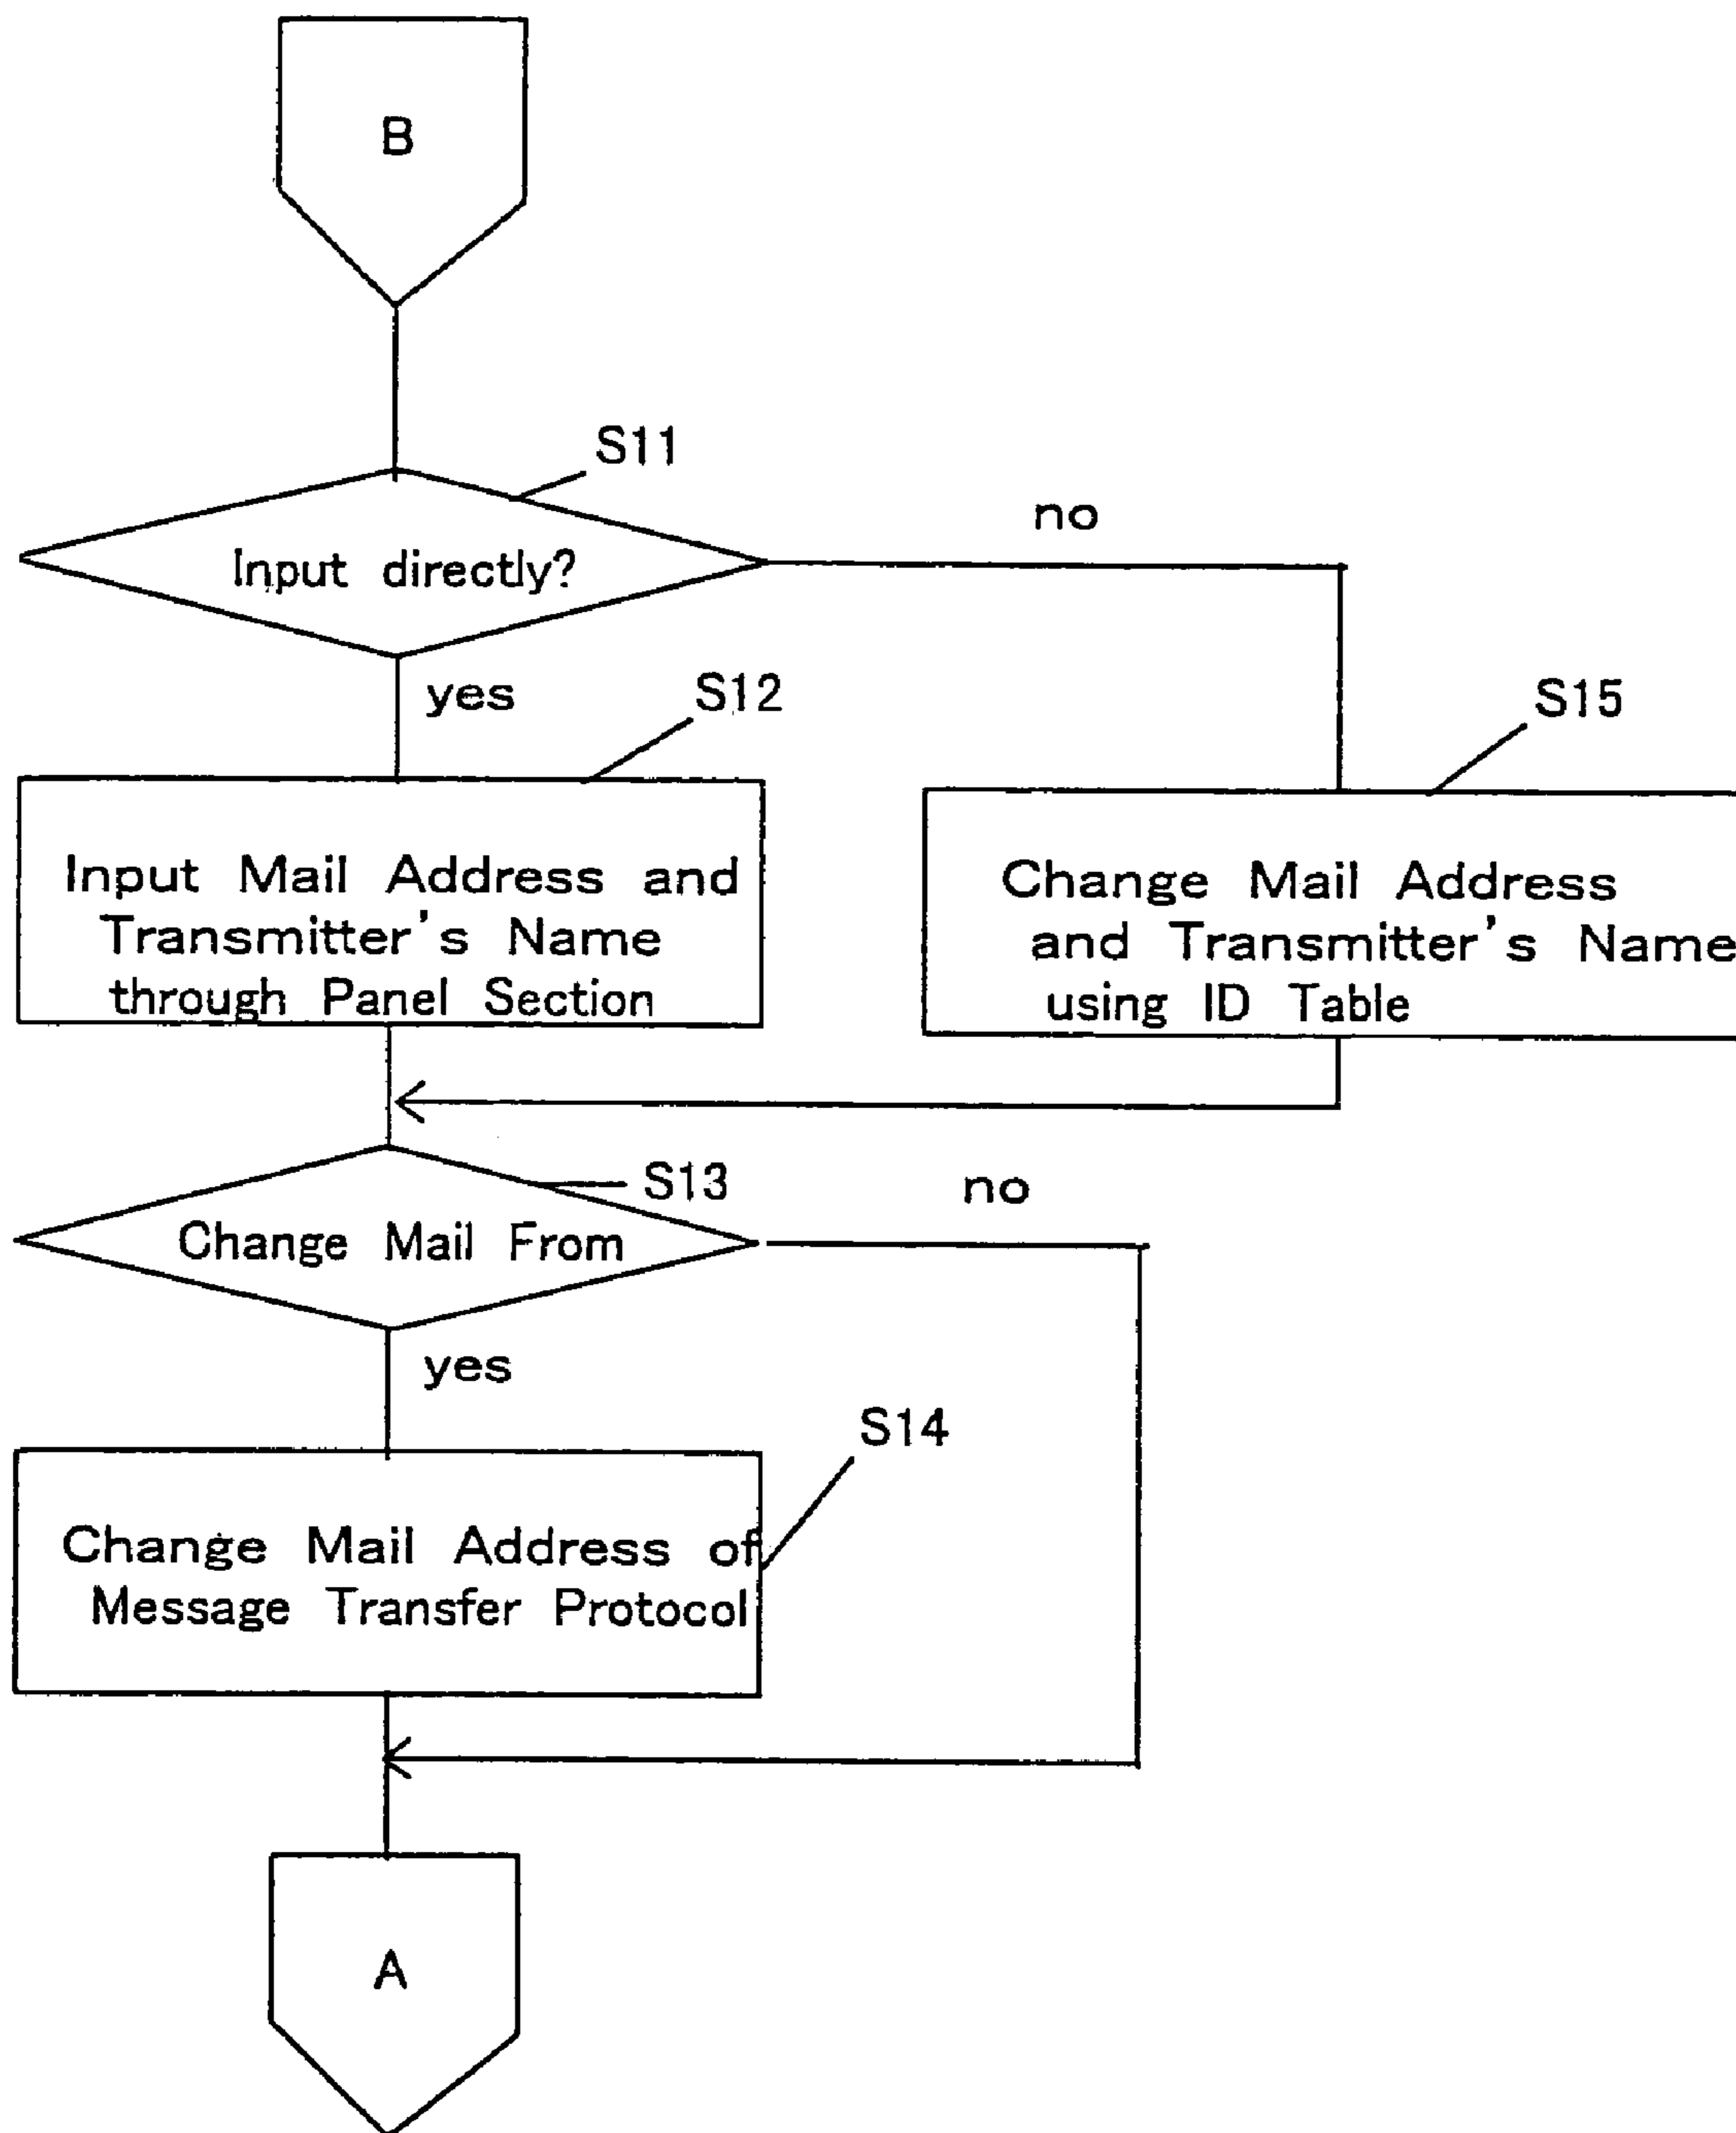 B
S11
no
Input directly?
yes
S12
S15
Input Mail Address and
Transmitter's Name
through Panel Section
Change Mail Address
and Transmitter's Name
using ID Table
S13
no
Change Mail From
yes
S14
Change Mail Address of
Message Transfer Protocol
A